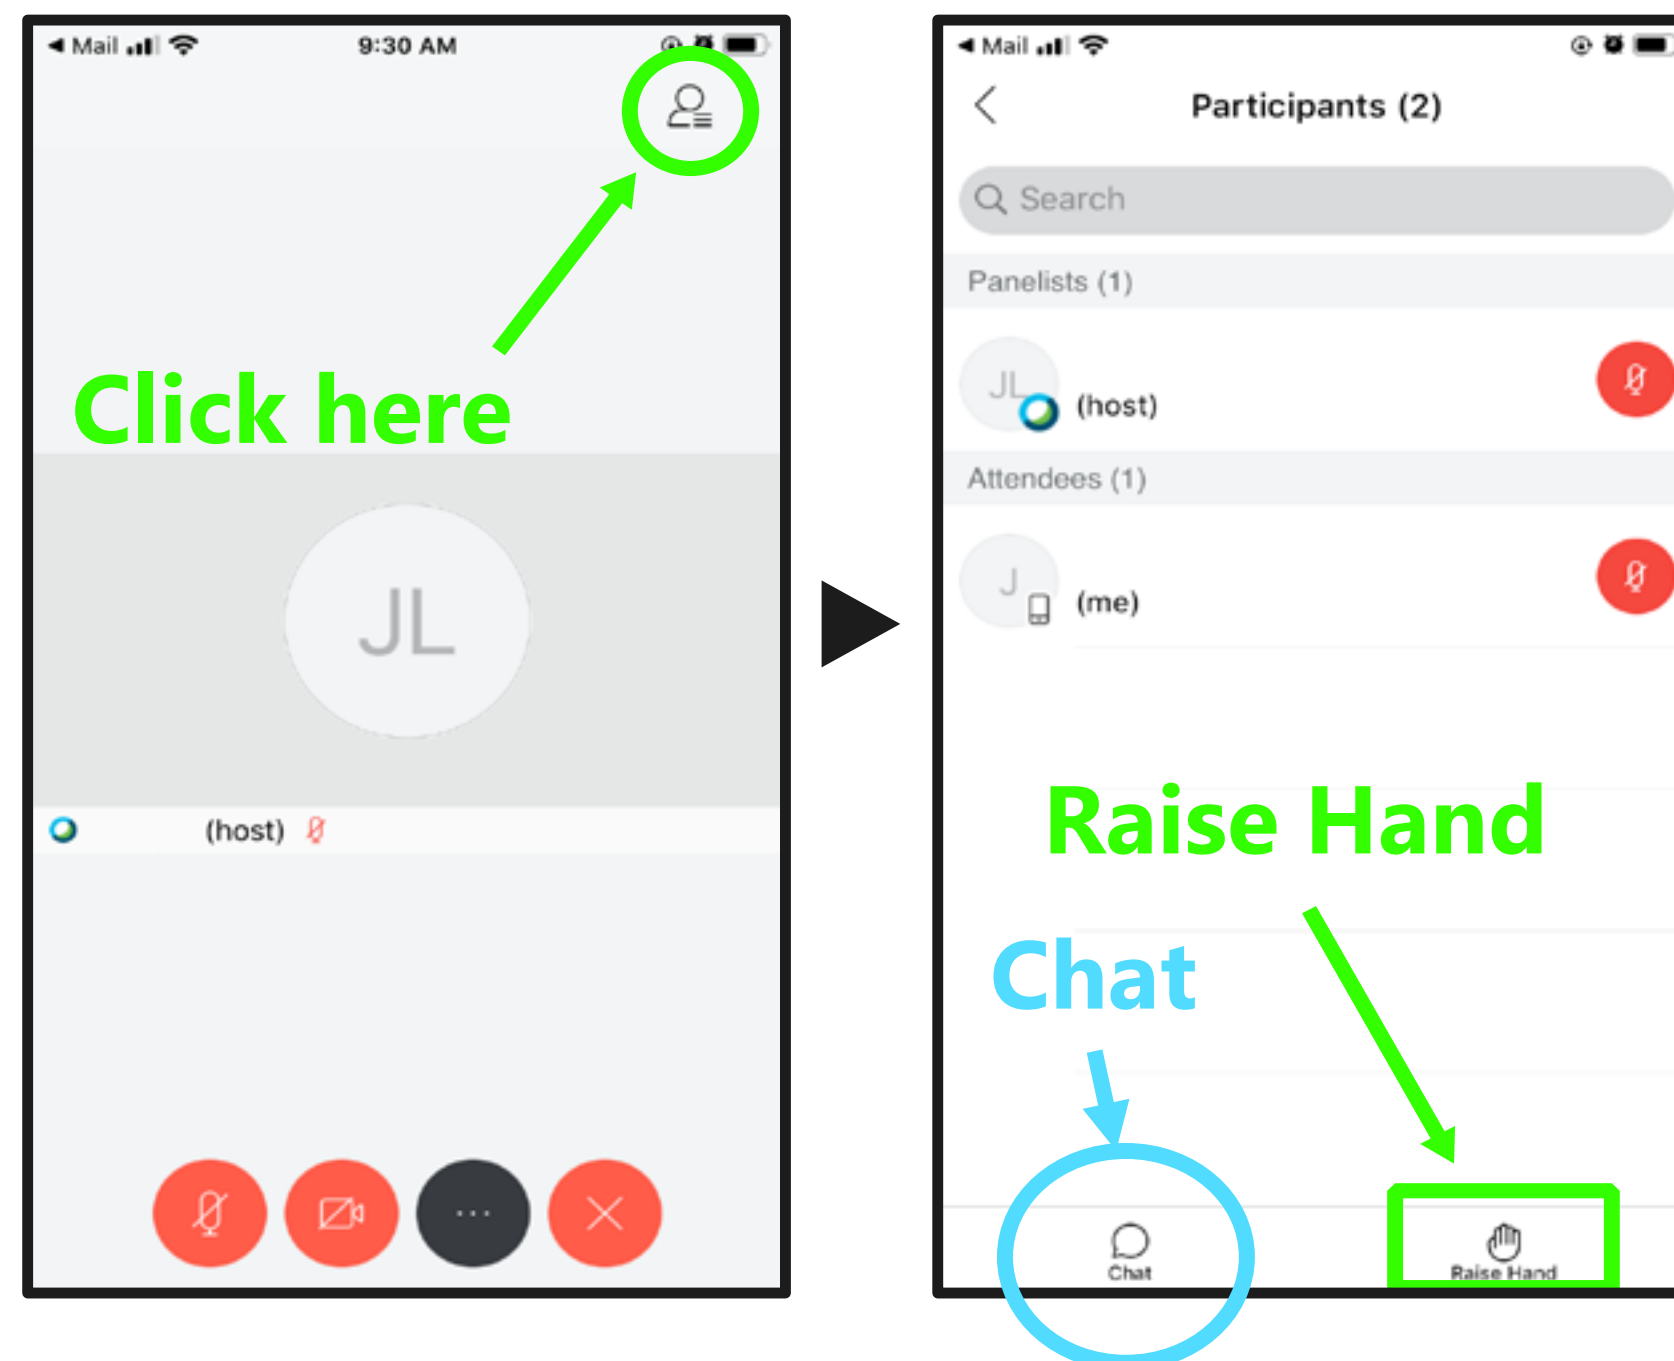 Mail
9:30 AM
Click here
JL
(host)
Mail
Participants (2)
Search
Panelists (1)
JL
(host)
Attendees (1)
J
(me)
Raise Hand
Chat
Chat
Raise Hand